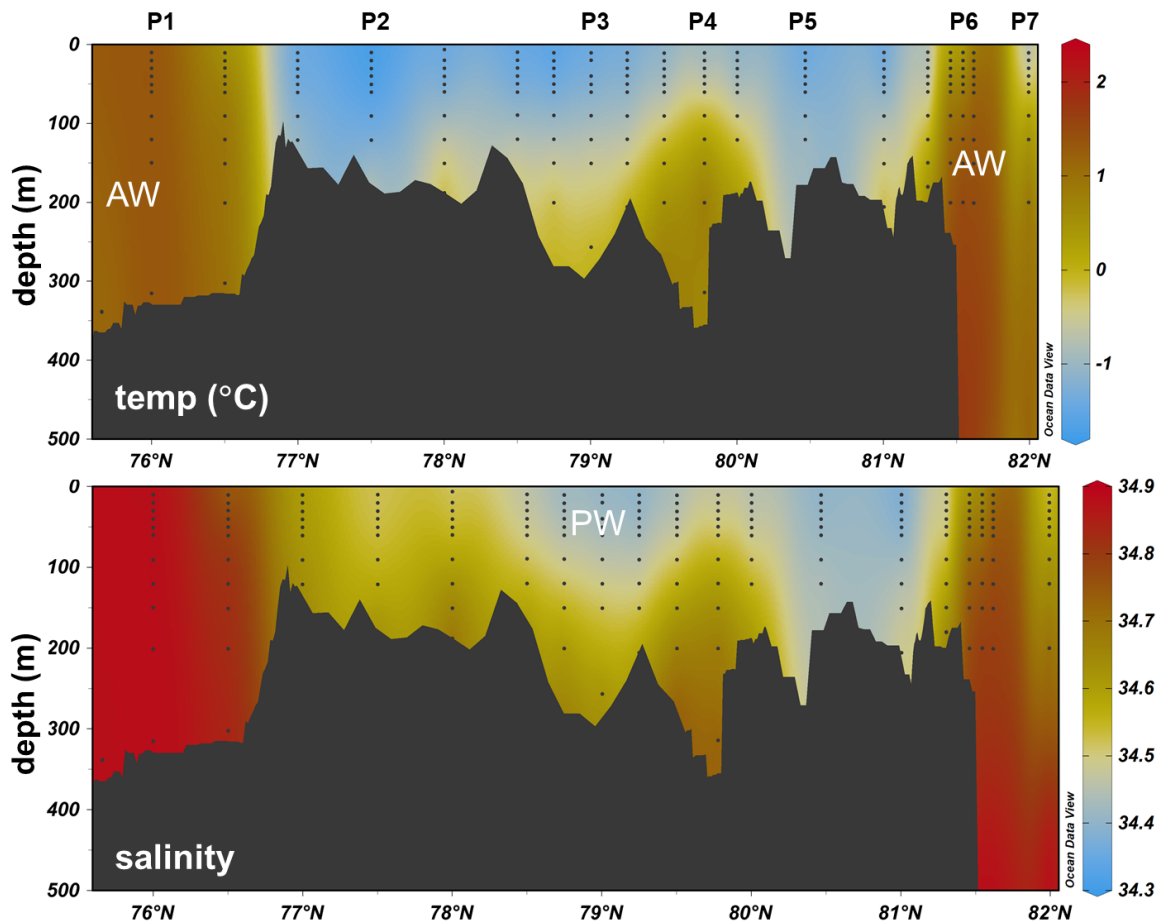 P1 P2 P3 P4 P5 P6 P7
0
100
200
300
400
500
depth (m)
AW
AW
temp (°C)
76°N 77°N 78°N 79°N 80°N 81°N 82°N
Ocean Data View
2
1
0
-1
0
100
200
300
400
500
depth (m)
PW
salinity
76°N 77°N 78°N 79°N 80°N 81°N 82°N
Ocean Data View
34.9
34.8
34.7
34.6
34.5
34.4
34.3